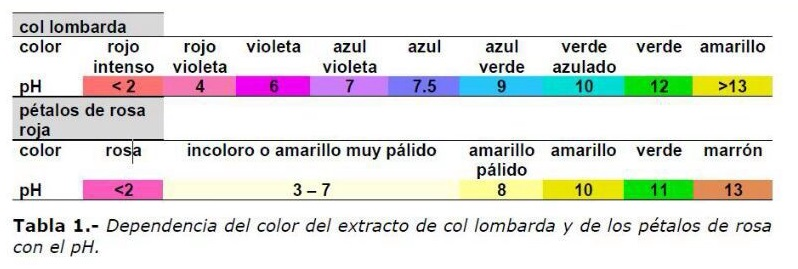 col lombarda
color rojo intenso rojo violeta violeta azul violeta azul azul verde verde azulado verde amarillo
pH < 2 4 6 7 7.5 9 10 12 >13
pétalos de rosa
roja
color rosa incoloro o amarillo muy pálido amarillo pálido amarillo verde marrón
pH <2 3 – 7 8 10 11 13
Tabla 1.- Dependencia del color del extracto de col lombarda y de los pétalos de rosa
con el pH.